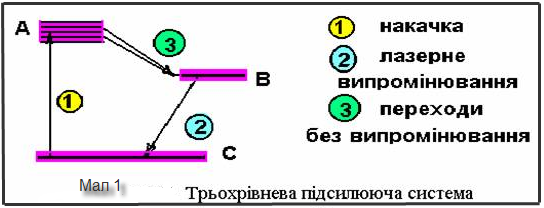 A
3
B
1
2
C
1 накачка
2 лазерне
випромінювання
3 переходи
без випромінювання
Мал 1
Трьохрівнева підсилююча система